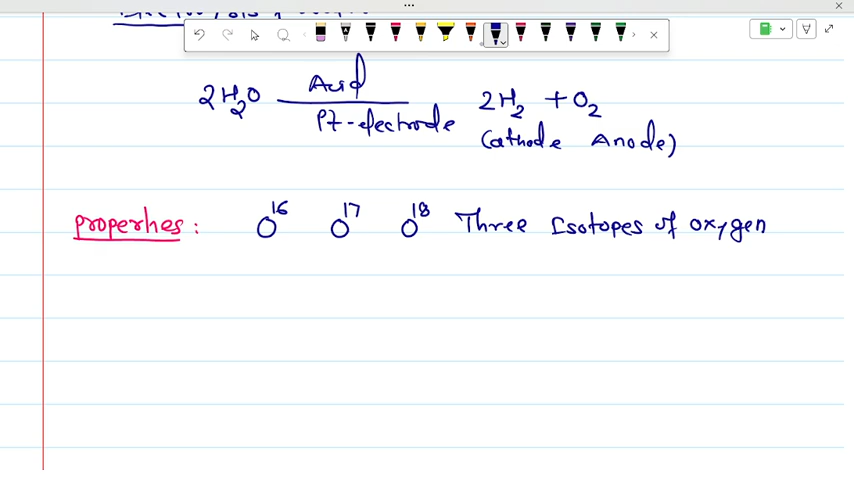 2H₂O Acid Pt-electrode 2H₂ + O₂
(Cathode Anode)
Properties : O¹⁶ O¹⁷ O¹⁸ Three Isotopes of oxygen